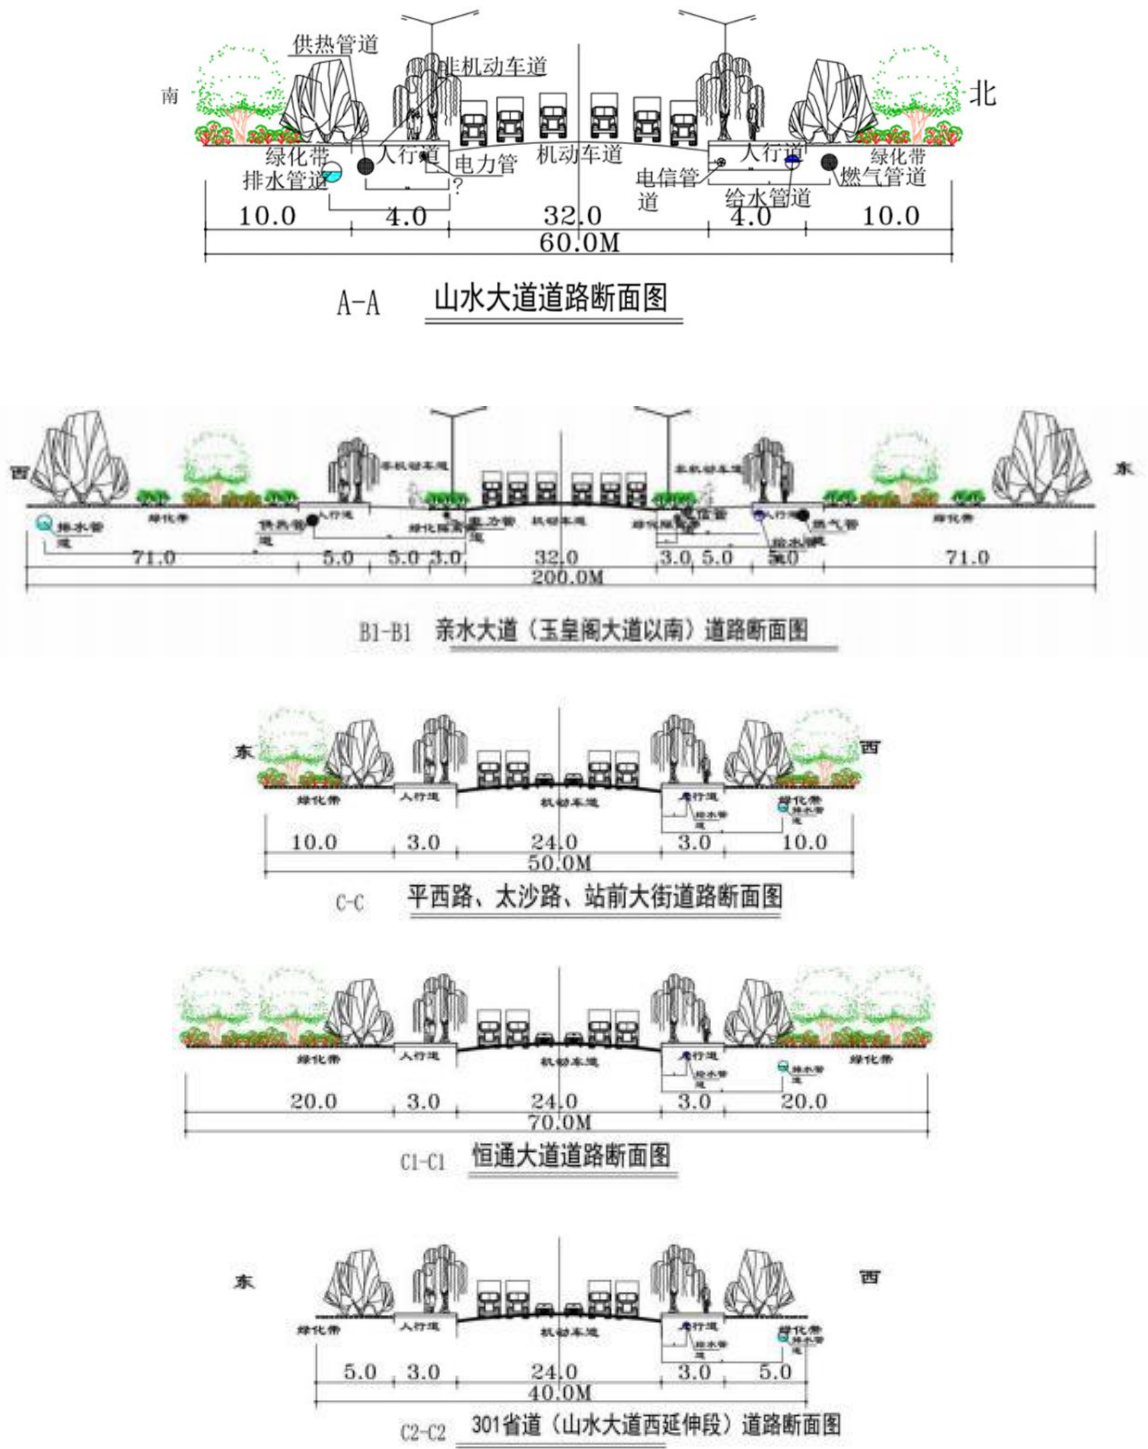 供热管道
非机动车道
南
北
绿化带
人行道
机动车道
人行道
绿化带
排水管道
电力管
?
电信管
道
给水管道
燃气管道
10.0 4.0 32.0 4.0 10.0
60.0M
A-A 山水大道道路断面图
西
非机动车道
非机动车道
东
排水管
道
绿化带
供热管
道
人行道
绿化隔离带
电力管
道
机动车道
绿化隔离带
电信管
人行道
给水管
燃气管
道
绿化带
71.0 5.0 5.0 3.0 32.0 3.0 5.0 5.0 71.0
200.0M
B1-B1 亲水大道（玉皇阁大道以南）道路断面图
东
西
绿化带
人行道
机动车道
人行道
绿化带
给水管
道
排水管
道
10.0 3.0 24.0 3.0 10.0
50.0M
C-C 平西路、太沙路、站前大街道路断面图
绿化带
人行道
机动车道
人行道
绿化带
给水管
道
排水管
道
20.0 3.0 24.0 3.0 20.0
70.0M
C1-C1 恒通大道道路断面图
东
西
绿化带
人行道
机动车道
人行道
绿化带
给水管
道
排水管
道
5.0 3.0 24.0 3.0 5.0
40.0M
C2-C2 301省道（山水大道西延伸段）道路断面图